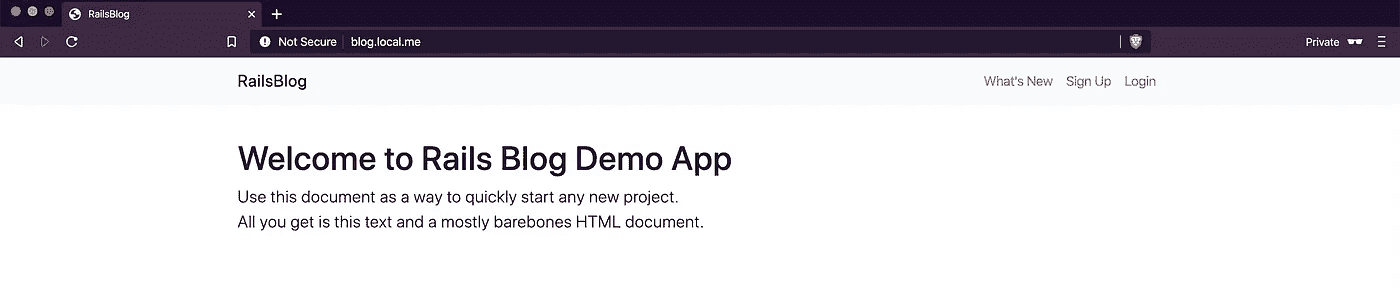 RailsBlog
Not Secure blog.local.me Private
RailsBlog What's New Sign Up Login
Welcome to Rails Blog Demo App
Use this document as a way to quickly start any new project.
All you get is this text and a mostly barebones HTML document.